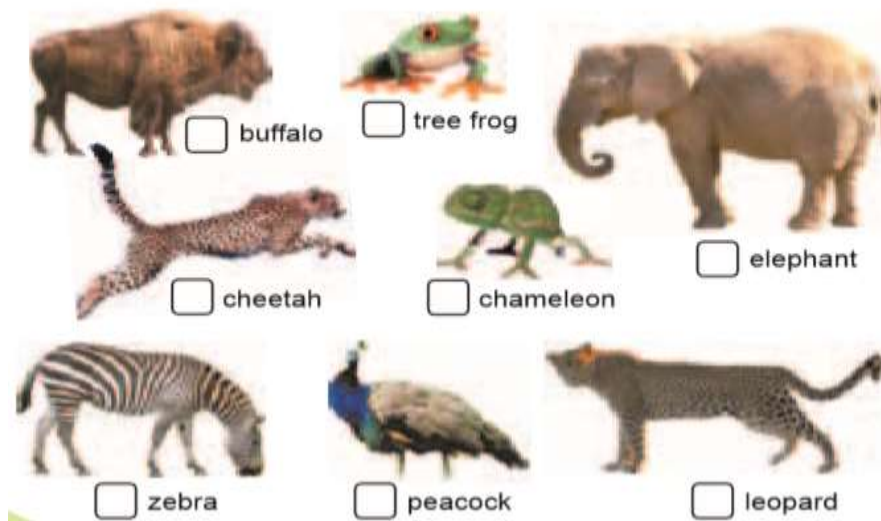 buffalo
tree frog
elephant
cheetah
chameleon
zebra
peacock
leopard